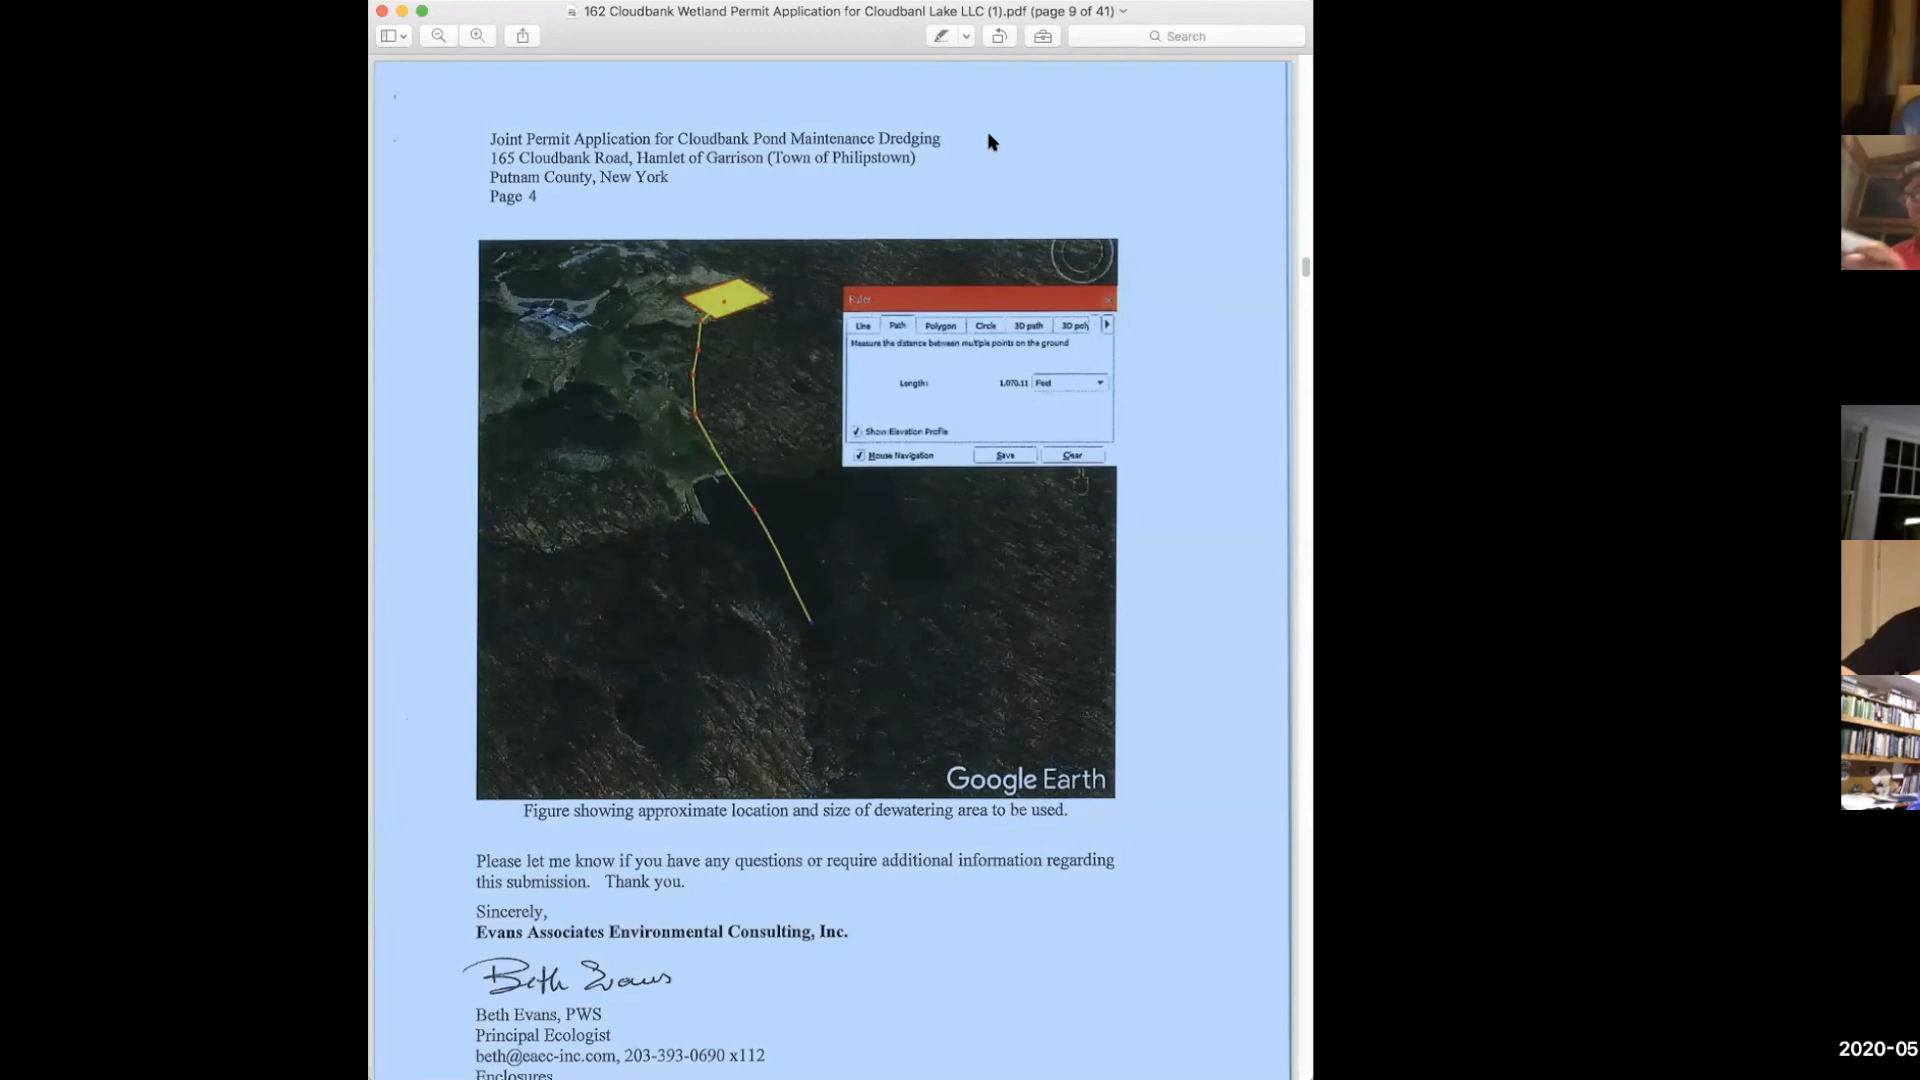 162 Cloudbank Wetland Permit Application for Cloudbanl Lake LLC (1).pdf (page 9 of 41)
Search
Joint Permit Application for Cloudbank Pond Maintenance Dredging
165 Cloudbank Road, Hamlet of Garrison (Town of Philipstown)
Putnam County, New York
Page 4
Ruler
Line Path Polygon Circle 3D path 3D pol
Measure the distance between multiple points on the ground
Length: 1,070.11 Feet
Show Elevation Profile
Mouse Navigation Save Clear
Google Earth
Figure showing approximate location and size of dewatering area to be used.
Please let me know if you have any questions or require additional information regarding
this submission. Thank you.
Sincerely,
Evans Associates Environmental Consulting, Inc.
Beth Evans
Beth Evans, PWS
Principal Ecologist
beth@eaec-inc.com, 203-393-0690 x112
Enclosures
2020-05